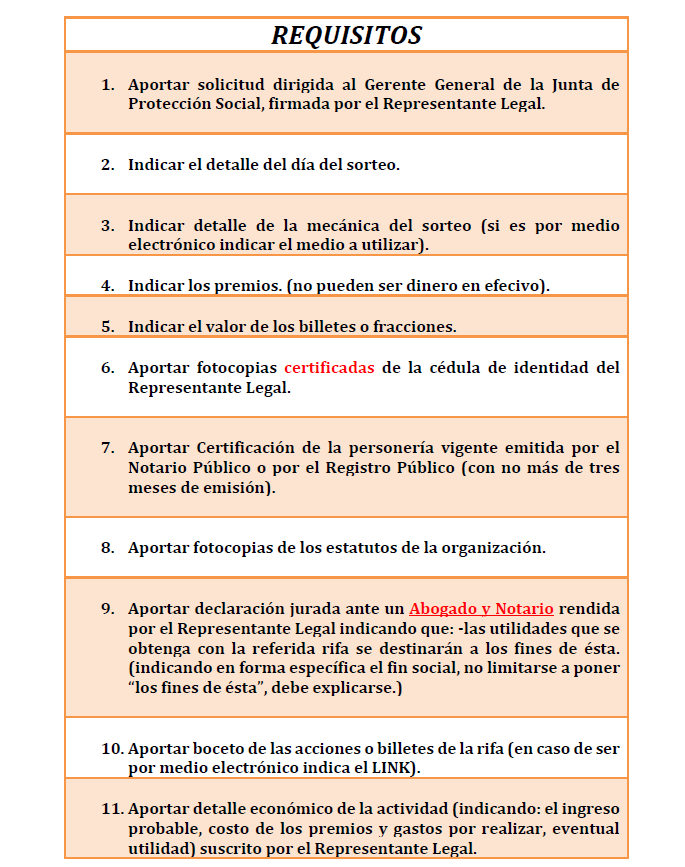 REQUISITOS
1. Aportar solicitud dirigida al Gerente General de la Junta de
Protección Social, firmada por el Representante Legal.
2. Indicar el detalle del día del sorteo.
3. Indicar detalle de la mecánica del sorteo (si es por medio
electrónico indicar el medio a utilizar).
4. Indicar los premios. (no pueden ser dinero en efecivo).
5. Indicar el valor de los billetes o fracciones.
6. Aportar fotocopias certificadas de la cédula de identidad del
Representante Legal.
7. Aportar Certificación de la personería vigente emitida por el
Notario Público o por el Registro Público (con no más de tres
meses de emisión).
8. Aportar fotocopias de los estatutos de la organización.
9. Aportar declaración jurada ante un Abogado y Notario rendida
por el Representante Legal indicando que: -las utilidades que se
obtenga con la referida rifa se destinarán a los fines de ésta.
(indicando en forma específica el fin social, no limitarse a poner
“los fines de ésta”, debe explicarse.)
10. Aportar boceto de las acciones o billetes de la rifa (en caso de ser
por medio electrónico indica el LINK).
11. Aportar detalle económico de la actividad (indicando: el ingreso
probable, costo de los premios y gastos por realizar, eventual
utilidad) suscrito por el Representante Legal.